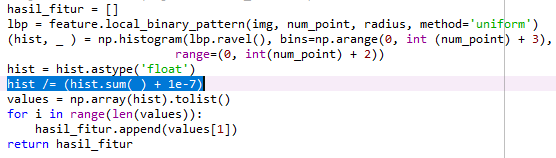 hasil_fitur = []
lbp = feature.local_binary_pattern(img, num_point, radius, method='uniform')
(hist, _ ) = np.histogram(lbp.ravel(), bins=np.arange(0, int (num_point) + 3),
range=(0, int(num_point) + 2))
hist = hist.astype('float')
hist /= (hist.sum( ) + 1e-7)
values = np.array(hist).tolist()
for i in range(len(values)):
hasil_fitur.append(values[1])
return hasil_fitur